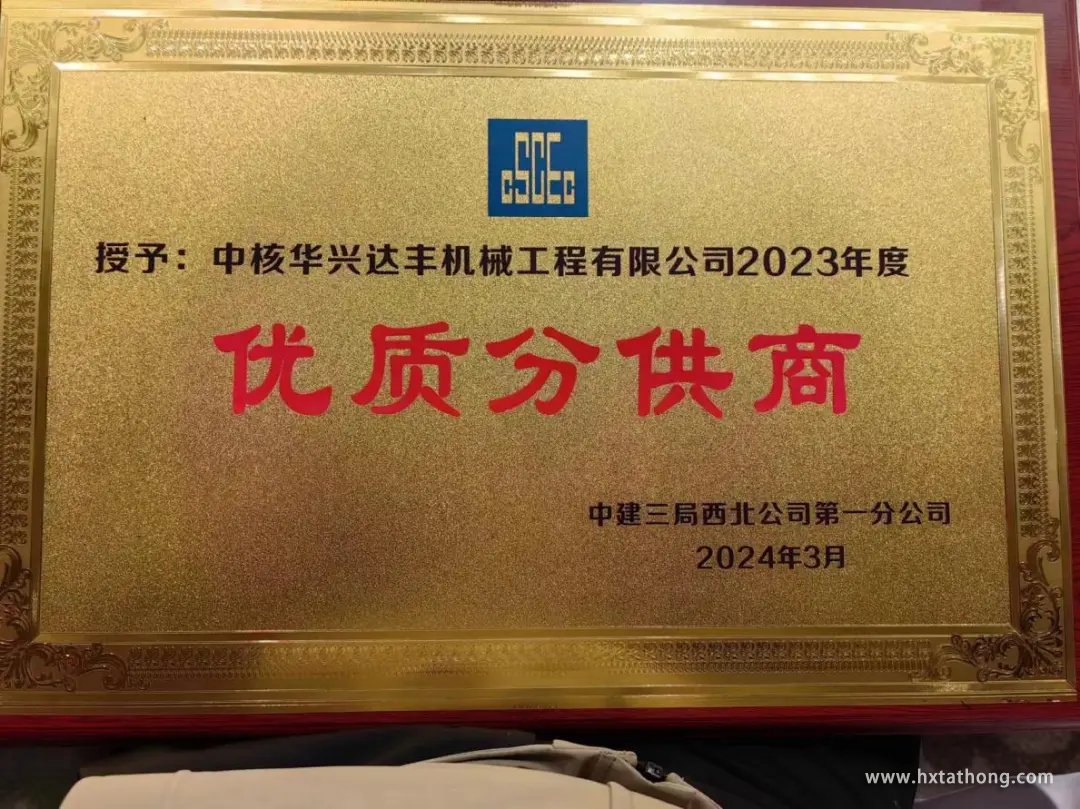 CSCEC
授予：中核华兴达丰机械工程有限公司2023年度
优质分供商
中建三局西北公司第一分公司
2024年3月
www.hxtathong.com